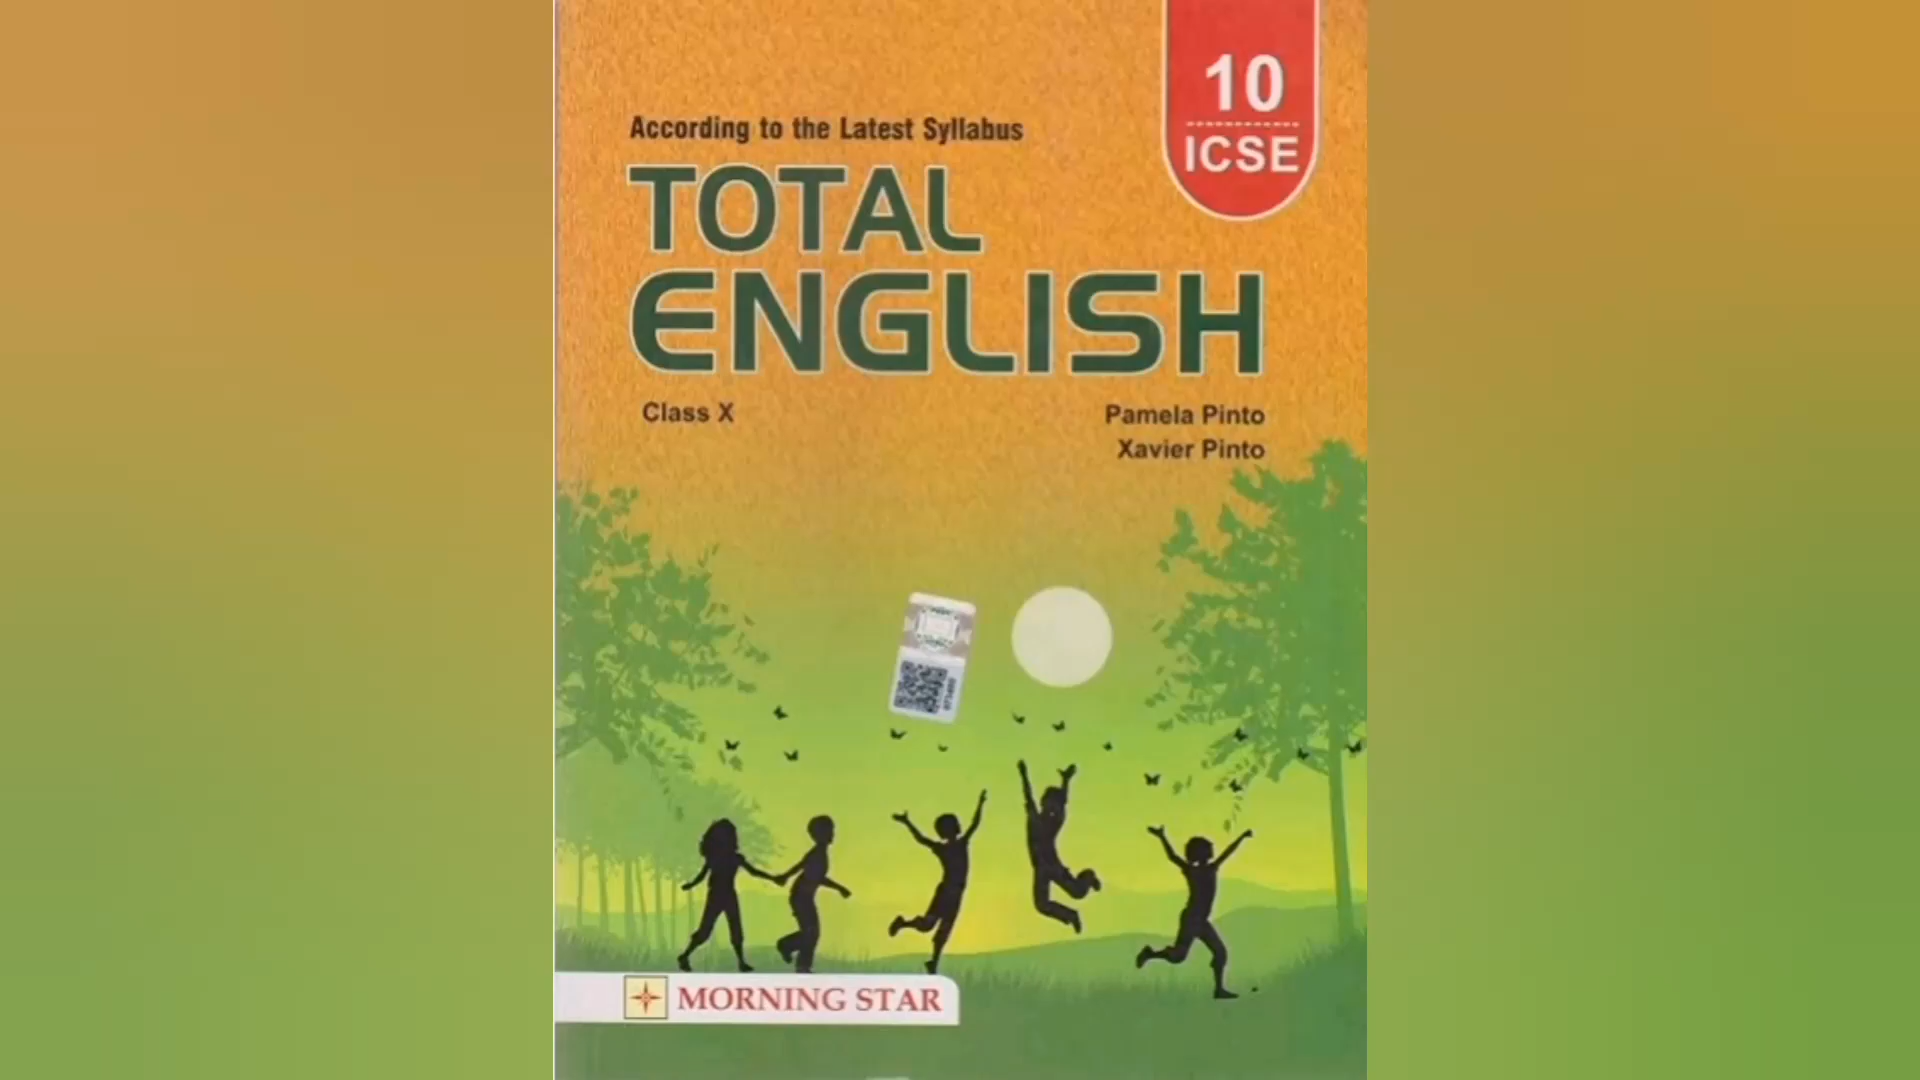 10
ICSE
According to the Latest Syllabus
TOTAL
ENGLISH
Class X
Pamela Pinto
Xavier Pinto
MORNING STAR